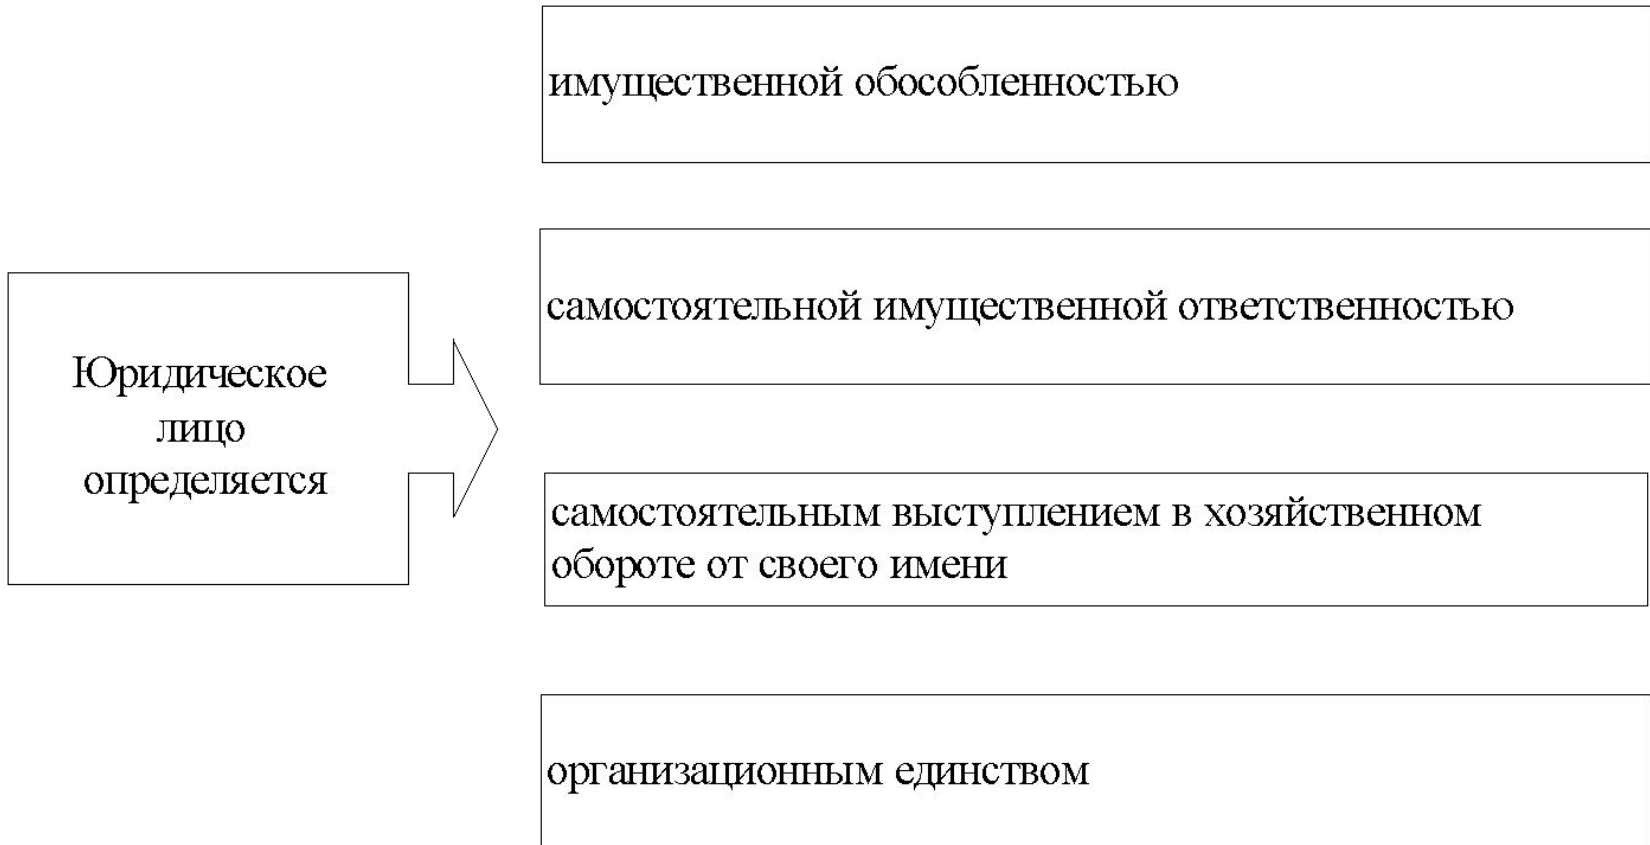 Юридическое
лицо
определяется
имущественной обособленностью
самостоятельной имущественной ответственностью
самостоятельным выступлением в хозяйственном
обороте от своего имени
организационным единством